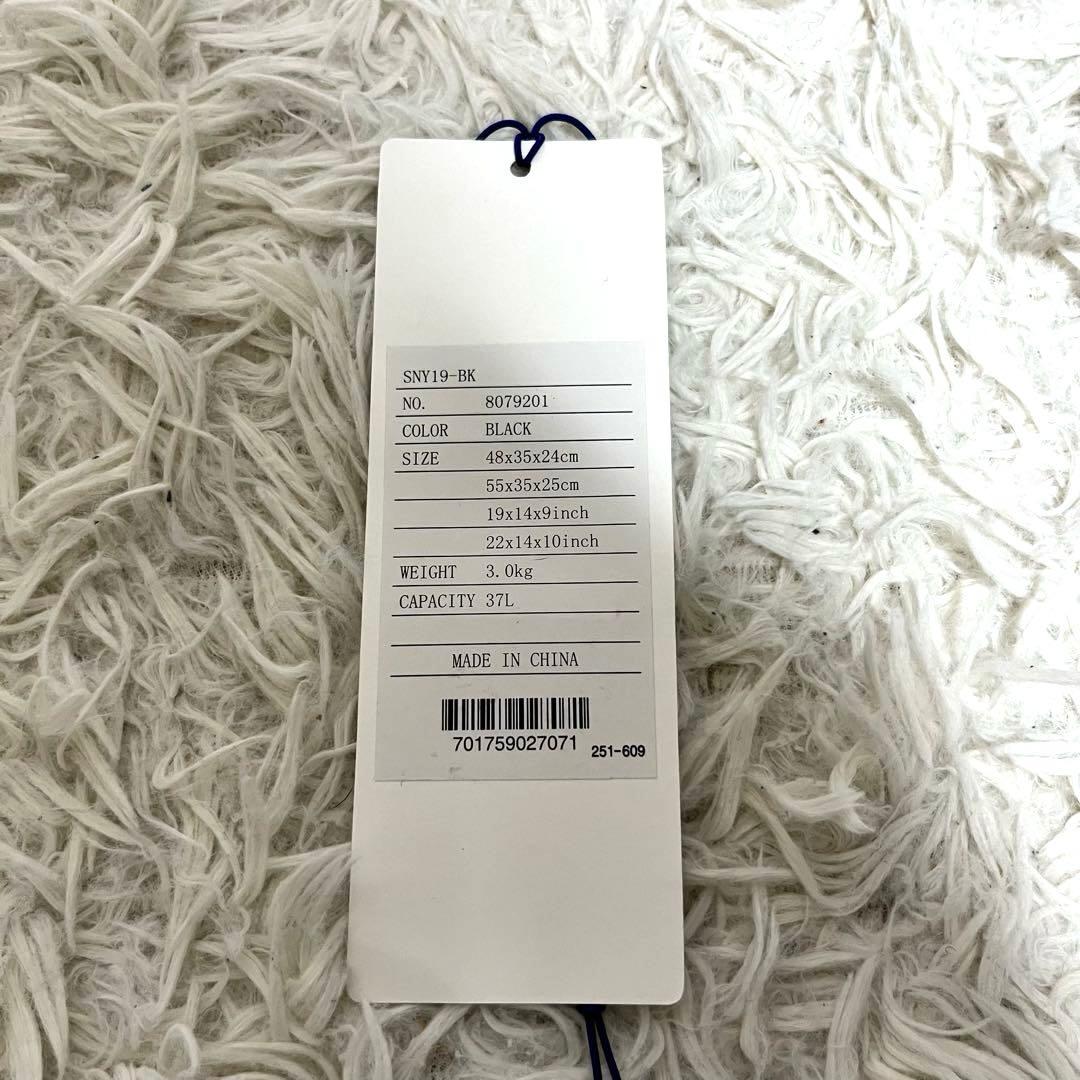 SNY19-BK
NO. 8079201
COLOR BLACK
SIZE 48x35x24cm
55x35x25cm
19x14x9inch
22x14x10inch
WEIGHT 3.0kg
CAPACITY 37L
MADE IN CHINA
701759027071
251-609